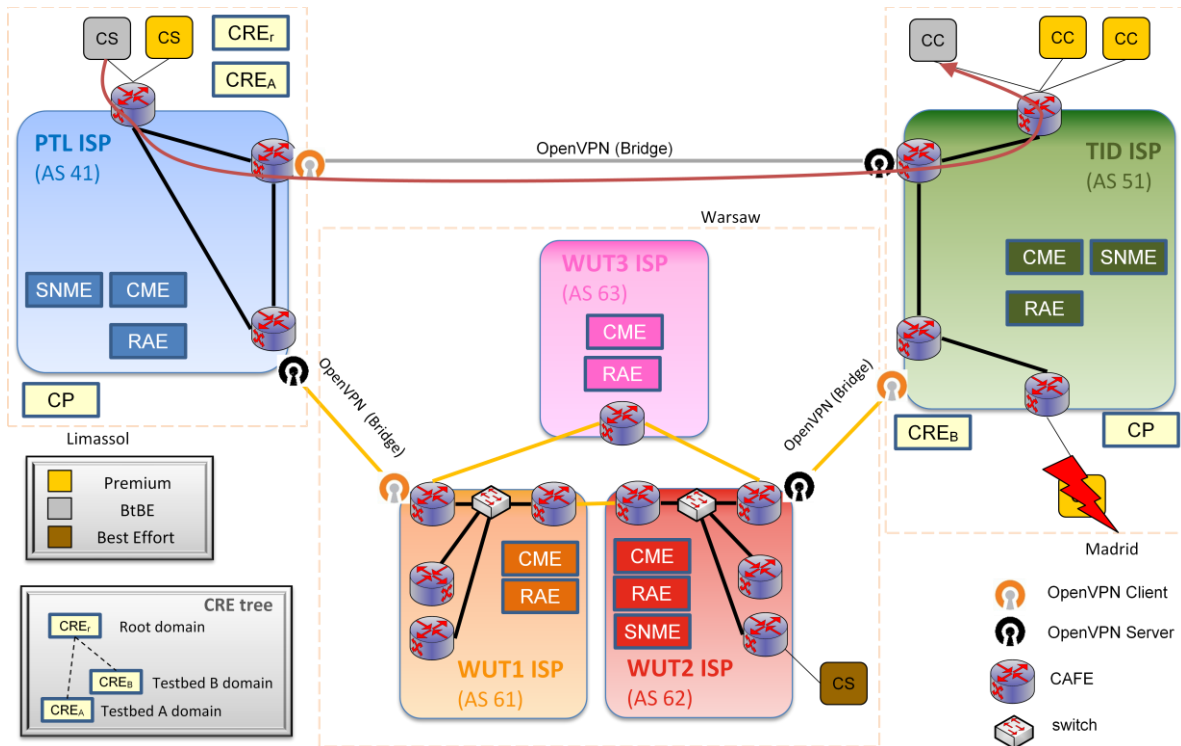 CS
CS
CREr
CREA
PTL ISP
(AS 41)
SNME
CME
RAE
CP
Limassol
OpenVPN (Bridge)
CC
CC
CC
TID ISP
(AS 51)
CME
SNME
RAE
CREB
CP
Madrid
Warsaw
WUT3 ISP
(AS 63)
CME
RAE
OpenVPN (Bridge)
OpenVPN (Bridge)
CME
RAE
WUT1 ISP
(AS 61)
CME
RAE
SNME
WUT2 ISP
(AS 62)
CS
Premium
BtBE
Best Effort
CRE tree
CREr
Root domain
CREB
Testbed B domain
CREA
Testbed A domain
OpenVPN Client
OpenVPN Server
CAFE
switch